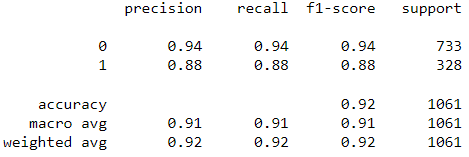 precision recall f1-score support
0 0.94 0.94 0.94 733
1 0.88 0.88 0.88 328
accuracy 0.92 1061
macro avg 0.91 0.91 0.91 1061
weighted avg 0.92 0.92 0.92 1061